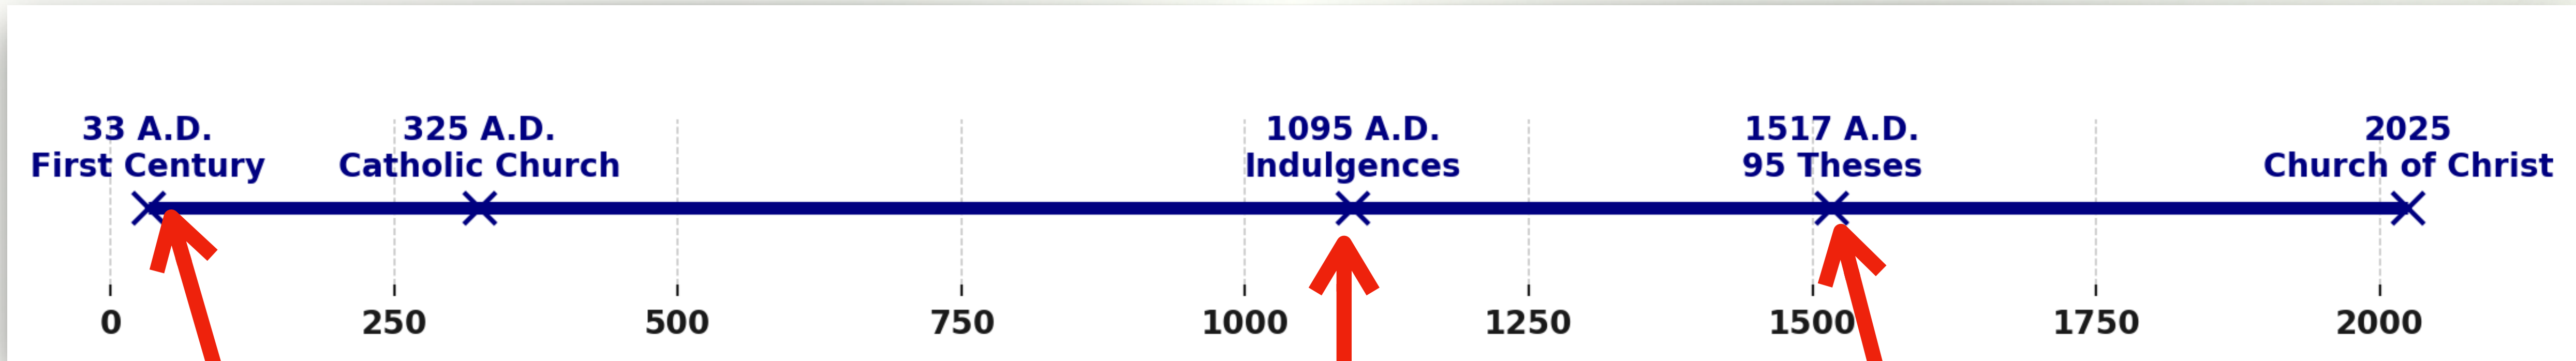 33 A.D.
First Century
325 A.D.
Catholic Church
1095 A.D.
Indulgences
1517 A.D.
95 Theses
2025
Church of Christ
0 250 500 750 1000 1250 1500 1750 2000